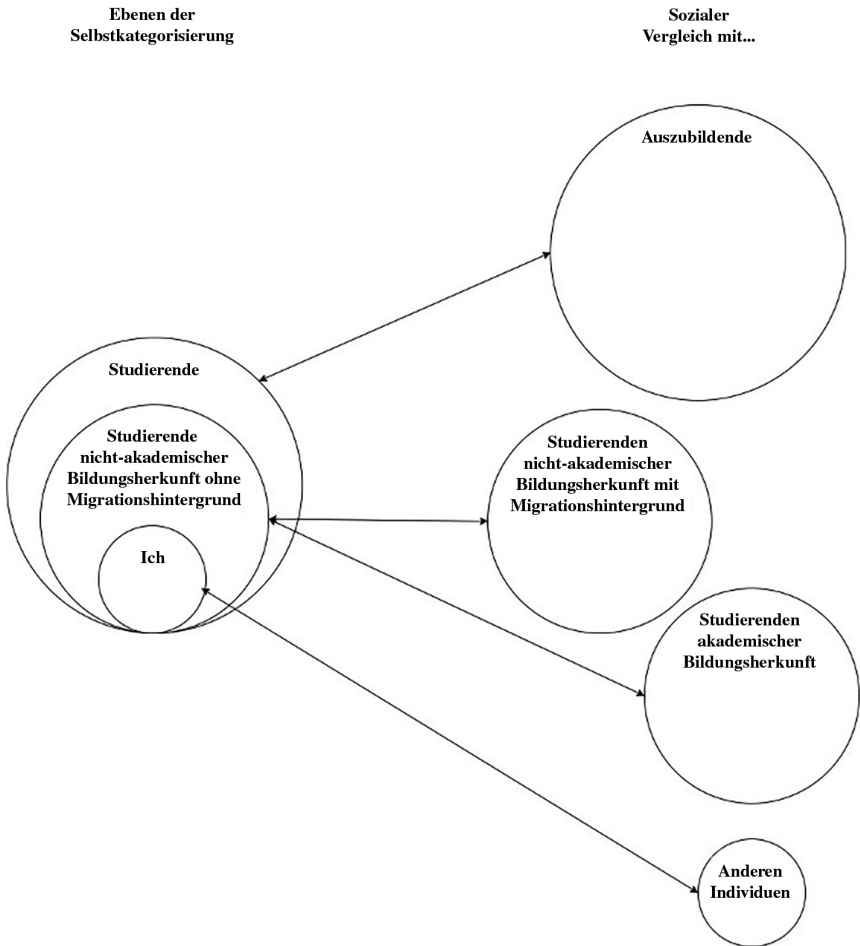 Ebenen der
Selbstkategorisierung
Sozialer
Vergleich mit...
Auszubildende
Studierende
Studierende
nicht-akademischer
Bildungsherkunft ohne
Migrationshintergrund
Ich
Studierenden
nicht-akademischer
Bildungsherkunft mit
Migrationshintergrund
Studierenden
akademischer
Bildungsherkunft
Anderen
Individuen